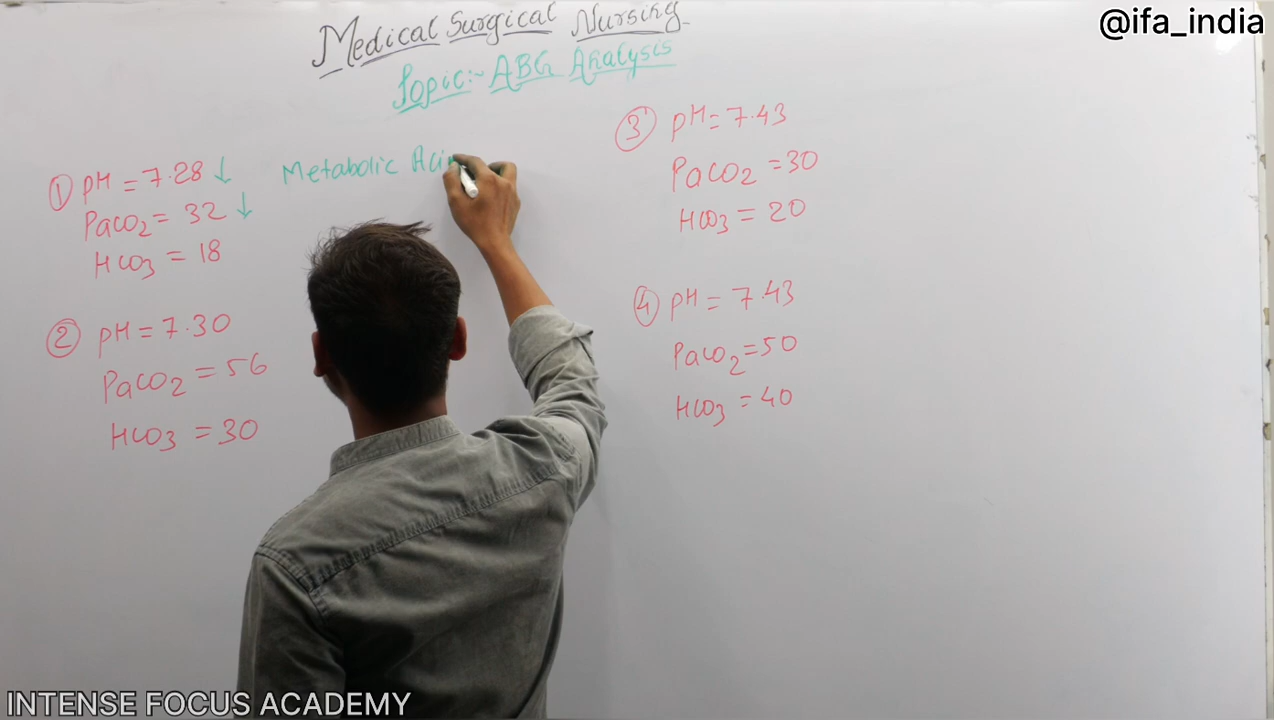 @ifa_india
Medical Surgical Nursing
Topic:- ABG Analysis
① pH = 7.28 ↓
PaCO2 = 32 ↓
HCO3 = 18
Metabolic
② pH = 7.30
PaCO2 = 56
HCO3 = 30
③ pH = 7.43
PaCO2 = 30
HCO3 = 20
④ pH = 7.43
PaCO2 = 50
HCO3 = 40
INTENSE FOCUS ACADEMY